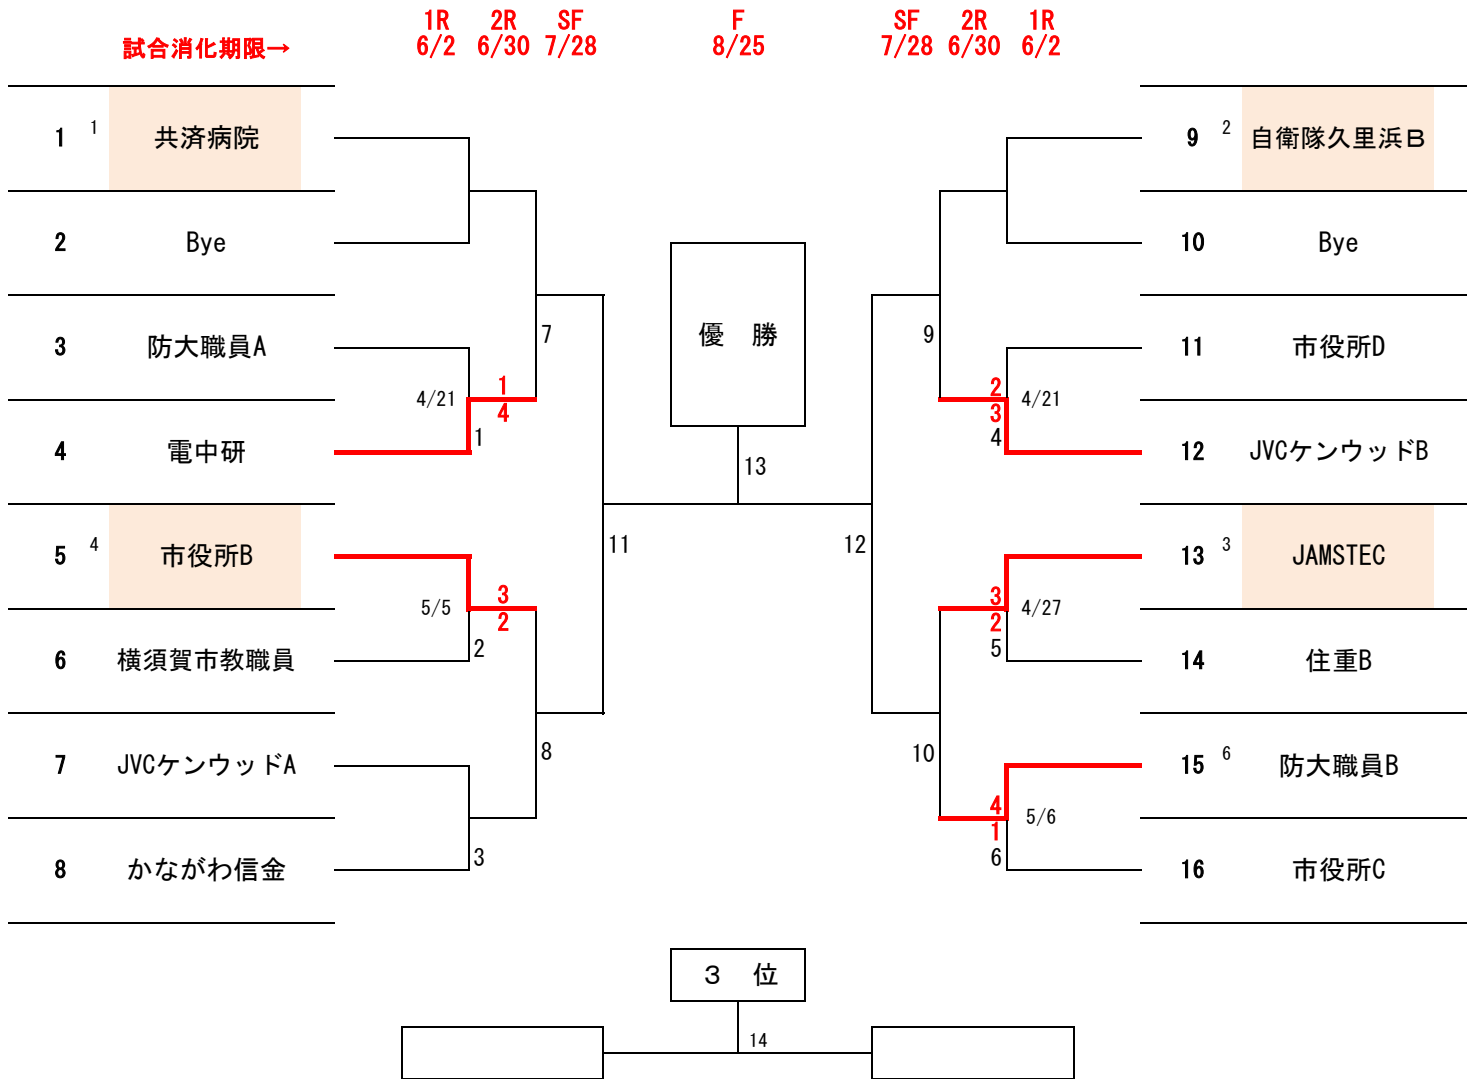 1R 2R SF F SF 2R 1R
試合消化期限→ 6/2 6/30 7/28 8/25 7/28 6/30 6/2
1 1 共済病院 9 2 自衛隊久里浜B
2 Bye 10 Bye
優 勝
7 9
3 防大職員A 11 市役所D
4/21 1 2 4/21
4 3
1 4
4 電中研 12 JVCケンウッドB
13
11 12
5 4 市役所B 13 3 JAMSTEC
5/5 3 3 4/27
2 2
2 5
6 横須賀市教職員 14 住重B
8 10
7 JVCケンウッドA 15 6 防大職員B
4 5/6
1
3 6
8 かながわ信金 16 市役所C
3 位
14